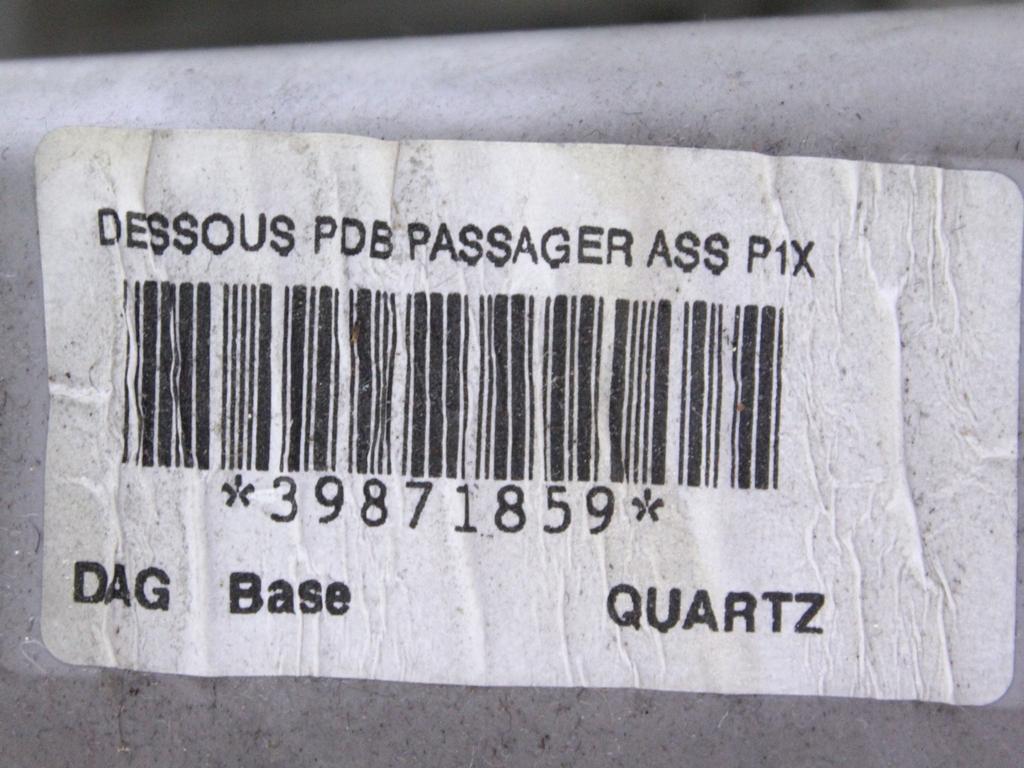 DESSOUS PDB PASSAGER ASS P1X
*39871859*
DAG Base QUARTZ